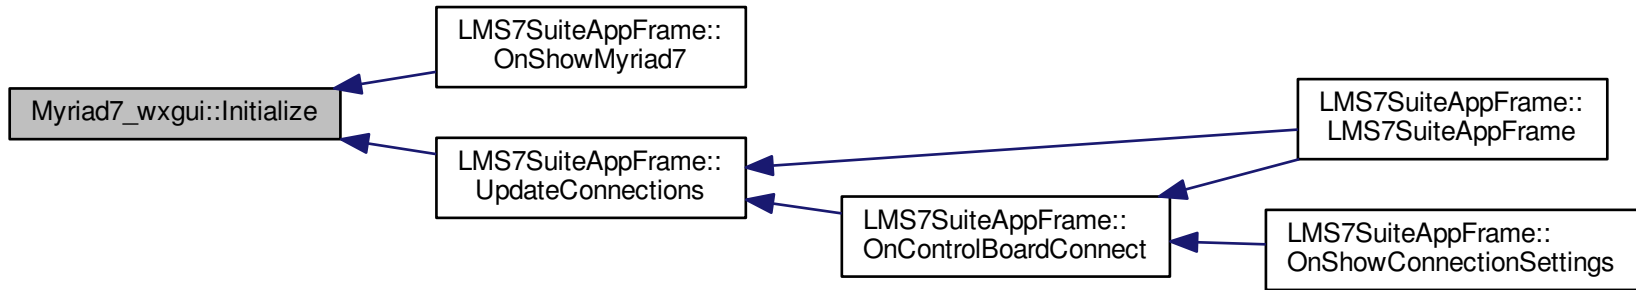 Myriad7_wxgui::Initialize
LMS7SuiteAppFrame::
OnShowMyriad7
LMS7SuiteAppFrame::
UpdateConnections
LMS7SuiteAppFrame::
LMS7SuiteAppFrame
LMS7SuiteAppFrame::
OnControlBoardConnect
LMS7SuiteAppFrame::
OnShowConnectionSettings